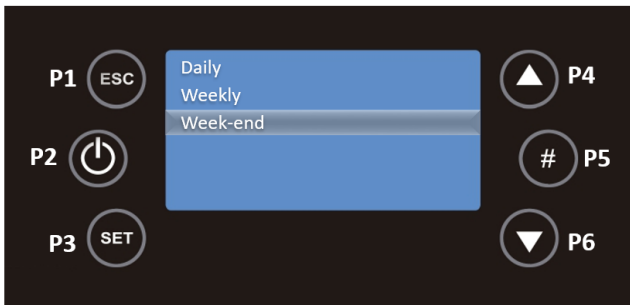 P1 ESC
Daily
Weekly
Week-end
P4
P2
# P5
P3 SET
P6